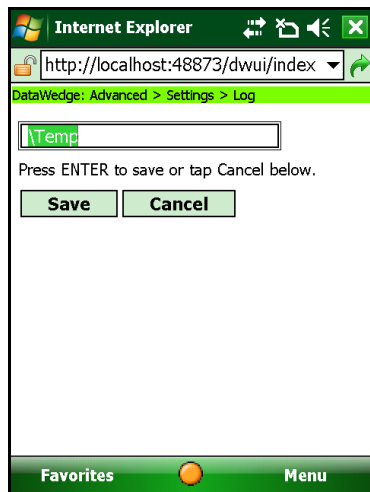 Internet Explorer
http://localhost:48873/dwui/index
DataWedge: Advanced > Settings > Log
\Temp
Press ENTER to save or tap Cancel below.
Save Cancel
Favorites Menu